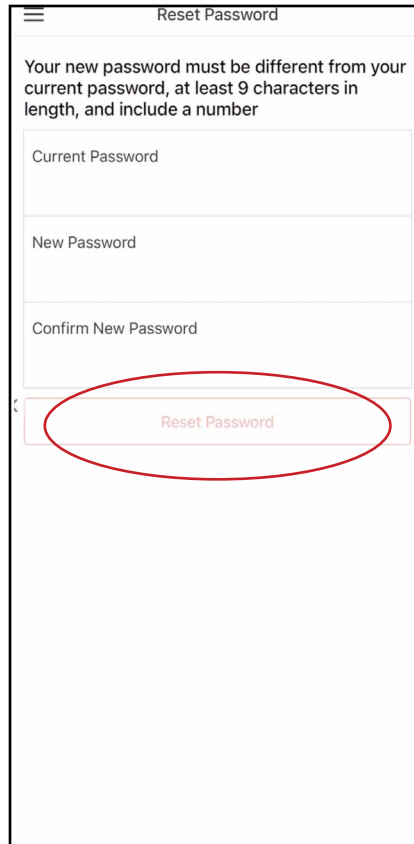 Reset Password
Your new password must be different from your
current password, at least 9 characters in
length, and include a number
Current Password
New Password
Confirm New Password
Reset Password